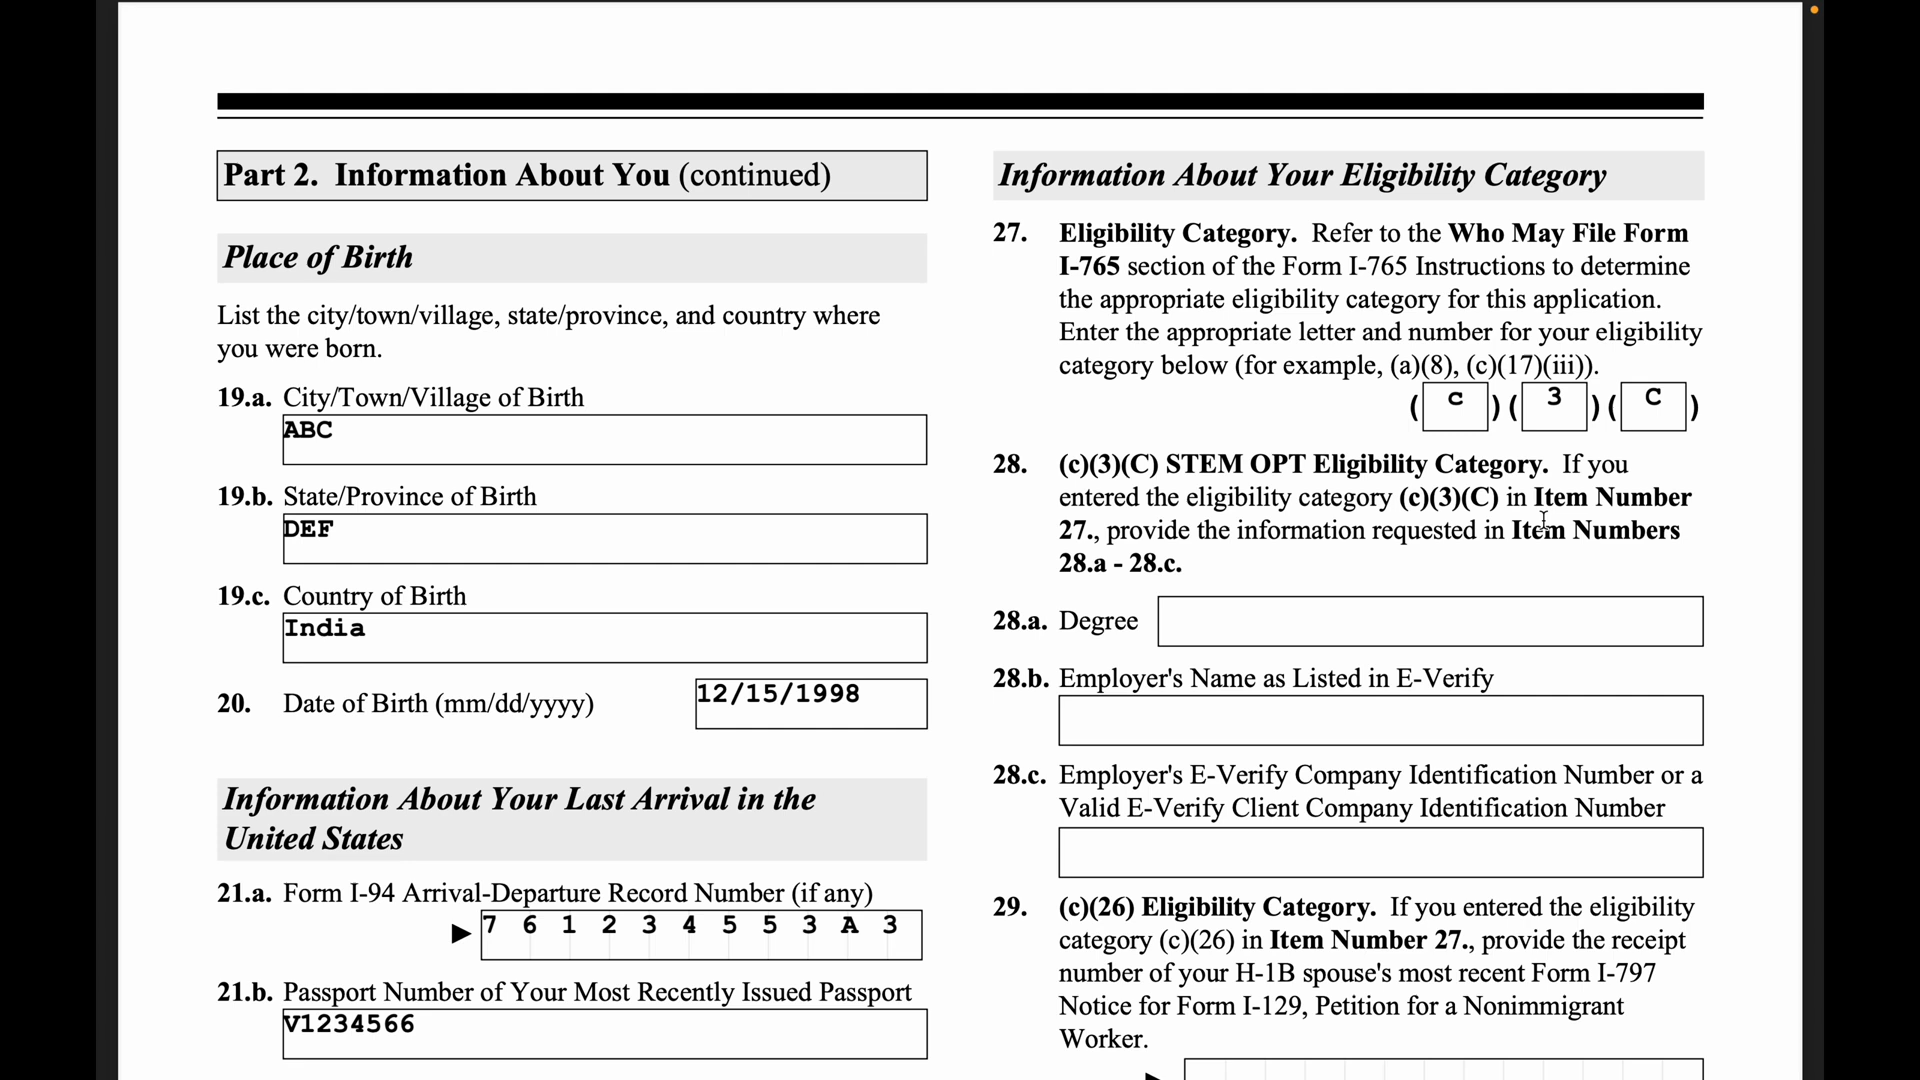 Part 2. Information About You (continued)
Place of Birth
List the city/town/village, state/province, and country where
you were born.
19.a. City/Town/Village of Birth
ABC
19.b. State/Province of Birth
DEF
19.c. Country of Birth
India
20. Date of Birth (mm/dd/yyyy) 12/15/1998
Information About Your Last Arrival in the
United States
21.a. Form I-94 Arrival-Departure Record Number (if any)
7 6 1 2 3 4 5 5 3 A 3
21.b. Passport Number of Your Most Recently Issued Passport
V1234566
Information About Your Eligibility Category
27. Eligibility Category. Refer to the Who May File Form
I-765 section of the Form I-765 Instructions to determine
the appropriate eligibility category for this application.
Enter the appropriate letter and number for your eligibility
category below (for example, (a)(8), (c)(17)(iii)).
( c ) ( 3 ) ( C )
28. (c)(3)(C) STEM OPT Eligibility Category. If you
entered the eligibility category (c)(3)(C) in Item Number
27., provide the information requested in Item Numbers
28.a - 28.c.
28.a. Degree
28.b. Employer's Name as Listed in E-Verify
28.c. Employer's E-Verify Company Identification Number or a
Valid E-Verify Client Company Identification Number
29. (c)(26) Eligibility Category. If you entered the eligibility
category (c)(26) in Item Number 27., provide the receipt
number of your H-1B spouse's most recent Form I-797
Notice for Form I-129, Petition for a Nonimmigrant
Worker.